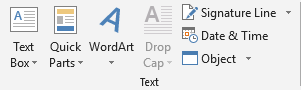 Text Box
Quick Parts
WordArt
Drop Cap
Signature Line
Date & Time
Object
Text